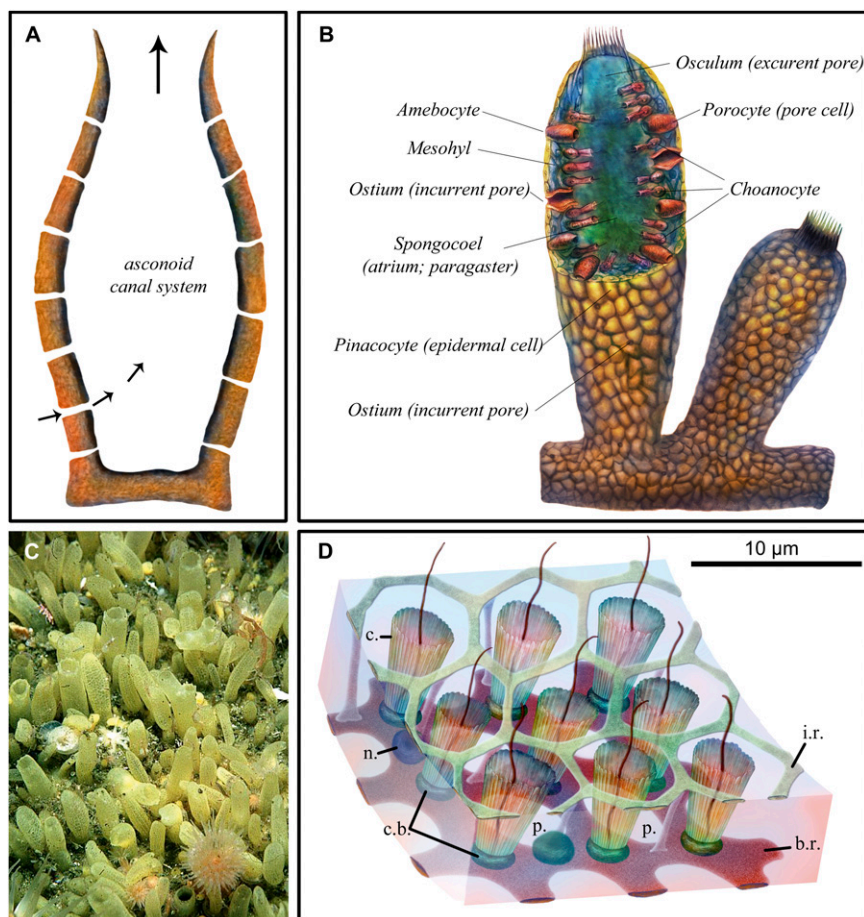 A
asconoid
canal system
B
Osculum (excurent pore)
Amebocyte
Porocyte (pore cell)
Mesohyl
Ostium (incurrent pore)
Choanocyte
Spongocoel
(atrium; paragaster)
Pinacocyte (epidermal cell)
Ostium (incurrent pore)
C
D
10 µm
c.
n.
i.r.
c.b.
p.
p.
b.r.